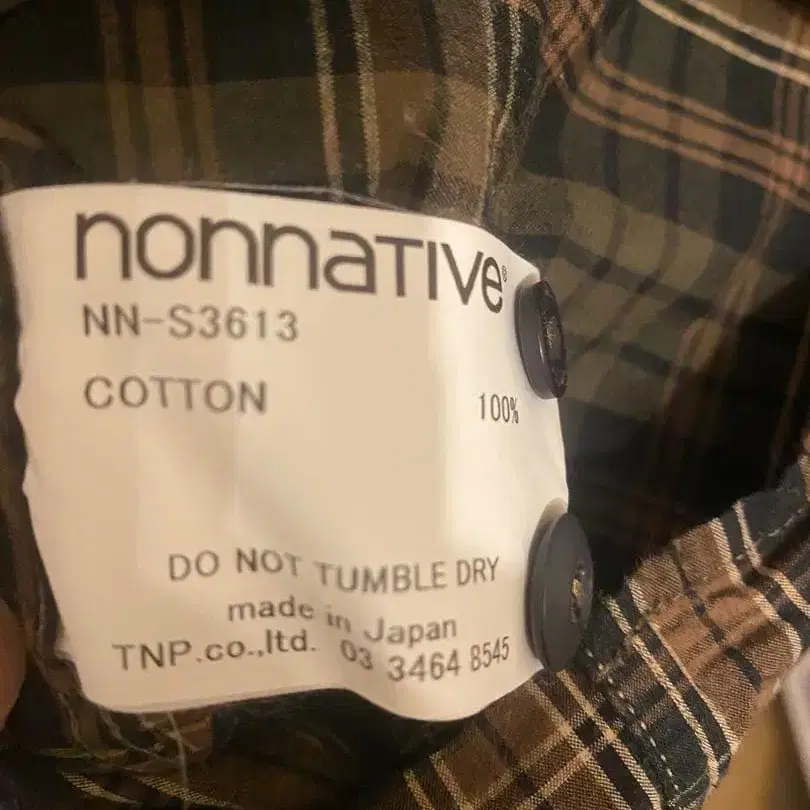 nonnative®
NN-S3613
COTTON 100%
DO NOT TUMBLE DRY
made in Japan
TNP.co.,ltd. 03 3464 8545